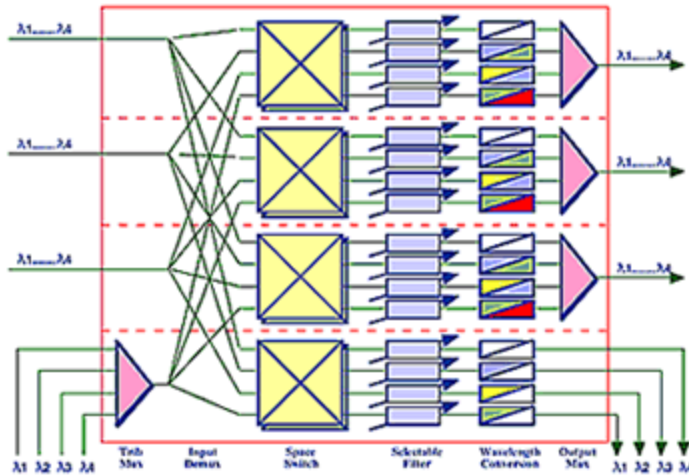 λ1.......λ4
λ1.......λ4
λ1.......λ4
λ1.......λ4
λ1.......λ4
λ1.......λ4
λ1 λ2 λ3 λ4
Trib Mux
Input Demux
Space Switch
Selectable Filter
Wavelength Conversion
Output Mux
λ1 λ2 λ3